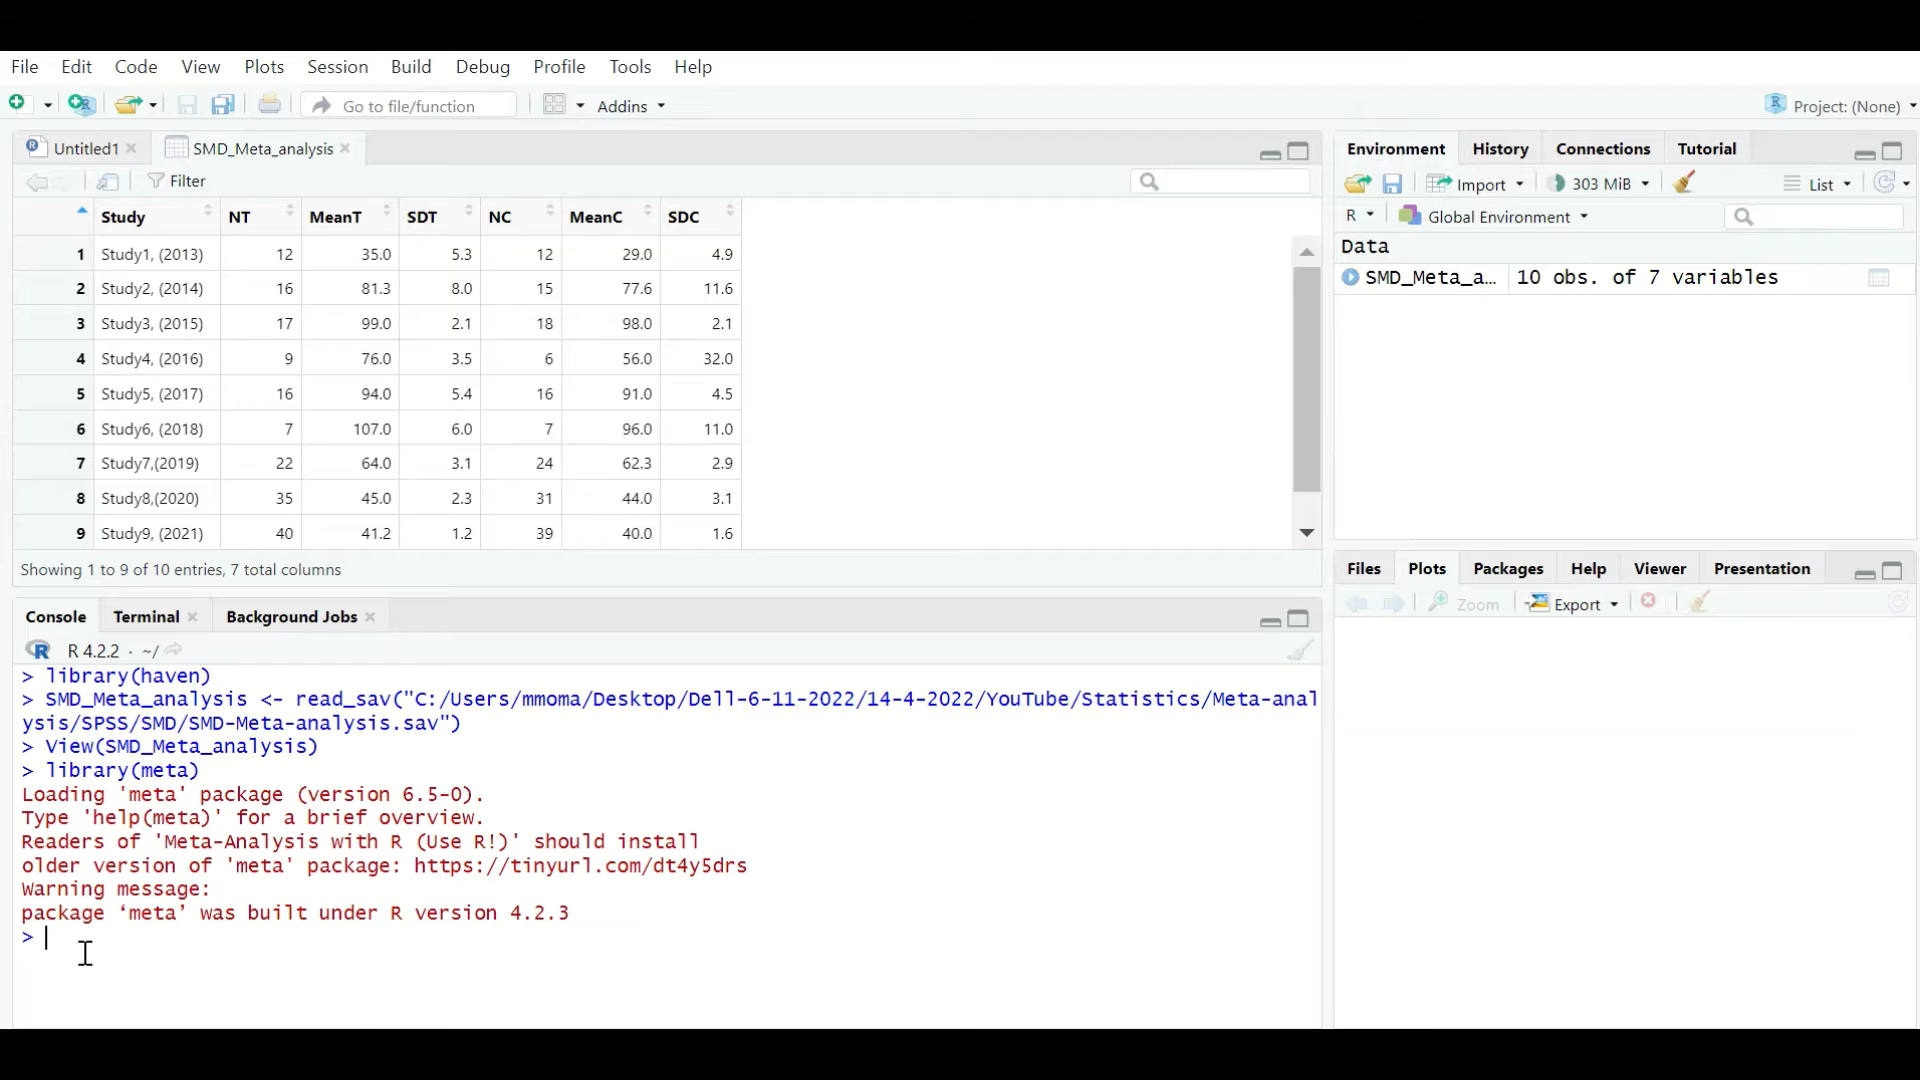 File Edit Code View Plots Session Build Debug Profile Tools Help
Go to file/function Addins Project: (None)
Untitled1 SMD_Meta_analysis
Filter
Study NT MeanT SDT NC MeanC SDC
1 Study1, (2013) 12 35.0 5.3 12 29.0 4.9
2 Study2, (2014) 16 81.3 8.0 15 77.6 11.6
3 Study3, (2015) 17 99.0 2.1 18 98.0 2.1
4 Study4, (2016) 9 76.0 3.5 6 56.0 32.0
5 Study5, (2017) 16 94.0 5.4 16 91.0 4.5
6 Study6, (2018) 7 107.0 6.0 7 96.0 11.0
7 Study7,(2019) 22 64.0 3.1 24 62.3 2.9
8 Study8,(2020) 35 45.0 2.3 31 44.0 3.1
9 Study9, (2021) 40 41.2 1.2 39 40.0 1.6
Showing 1 to 9 of 10 entries, 7 total columns
Console Terminal Background Jobs
R R 4.2.2 · ~/
> library(haven)
> SMD_Meta_analysis <- read_sav("C:/Users/mmoma/Desktop/Dell-6-11-2022/14-4-2022/YouTube/Statistics/Meta-anal
ysis/SPSS/SMD/SMD-Meta-analysis.sav")
> View(SMD_Meta_analysis)
> library(meta)
Loading 'meta' package (version 6.5-0).
Type 'help(meta)' for a brief overview.
Readers of 'Meta-Analysis with R (Use R!)' should install
older version of 'meta' package: https://tinyurl.com/dt4y5drs
Warning message:
package ‘meta’ was built under R version 4.2.3
>
Environment History Connections Tutorial
Import 303 MiB List
R Global Environment
Data
SMD_Meta_a… 10 obs. of 7 variables
Files Plots Packages Help Viewer Presentation
Zoom Export